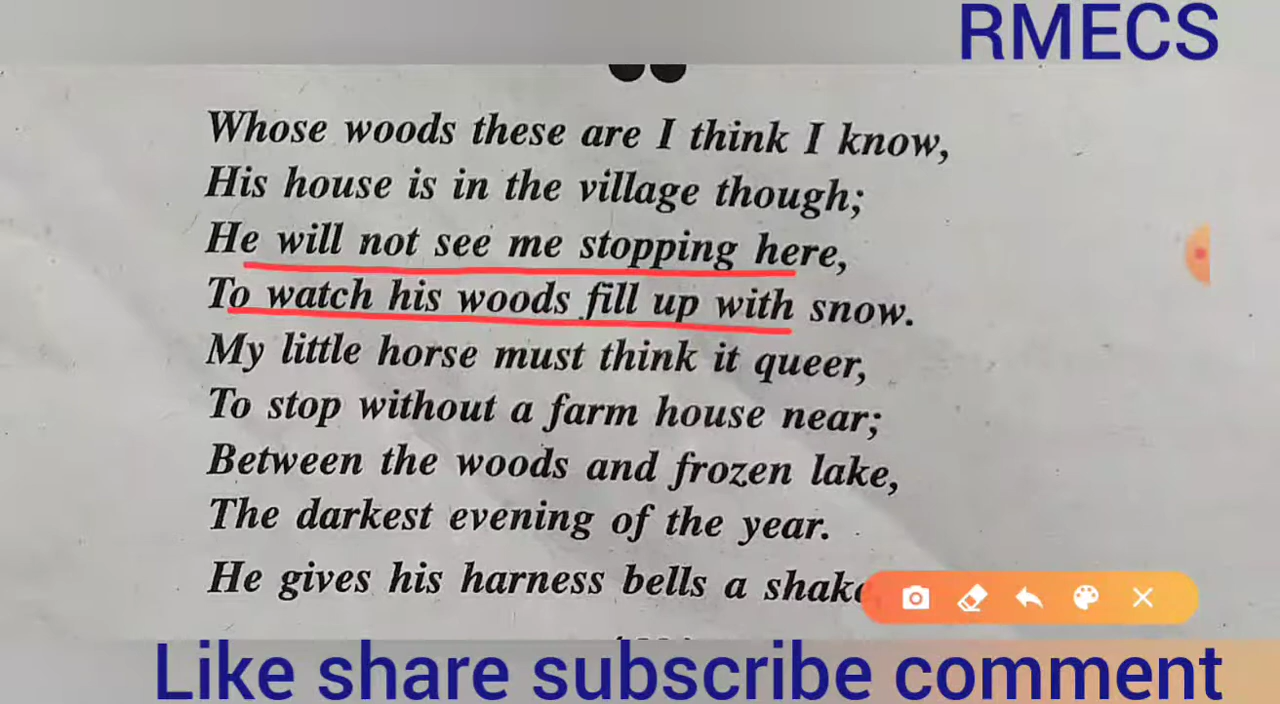 RMECS
Whose woods these are I think I know,
His house is in the village though;
He will not see me stopping here,
To watch his woods fill up with snow.
My little horse must think it queer,
To stop without a farm house near;
Between the woods and frozen lake,
The darkest evening of the year.
He gives his harness bells a shake
Like share subscribe comment